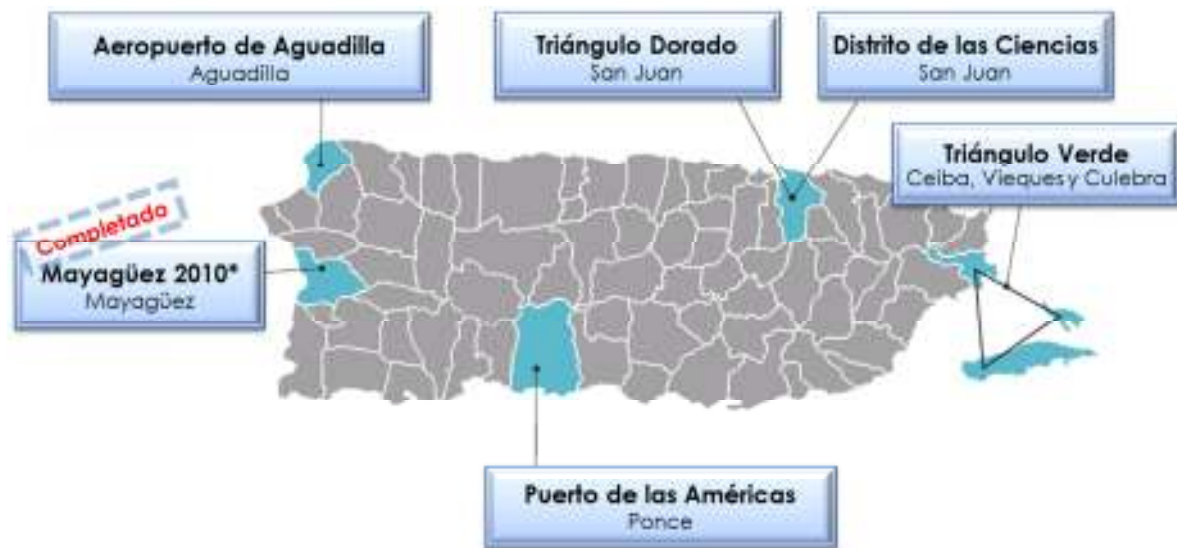 Aeropuerto de Aguadilla
Aguadilla
Triángulo Dorado
San Juan
Distrito de las Ciencias
San Juan
Triángulo Verde
Ceiba, Vieques y Culebra
Completado
Mayagüez 2010*
Mayagüez
Puerto de las Américas
Ponce